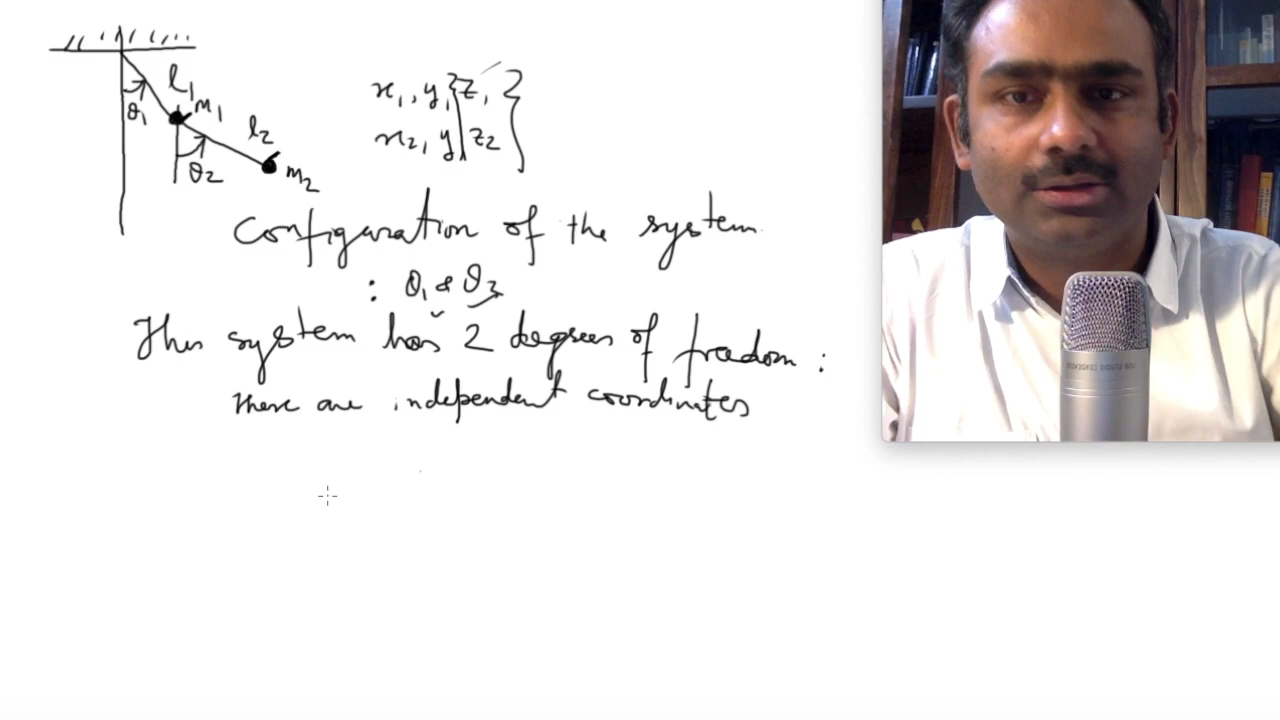 l1
θ1
m1
l2
θ2
m2
x1, y1, z1
x2, y, z2
Configuration of the system
: θ1 & θ2
This system has 2 degrees of freedom :
there are independent coordinates